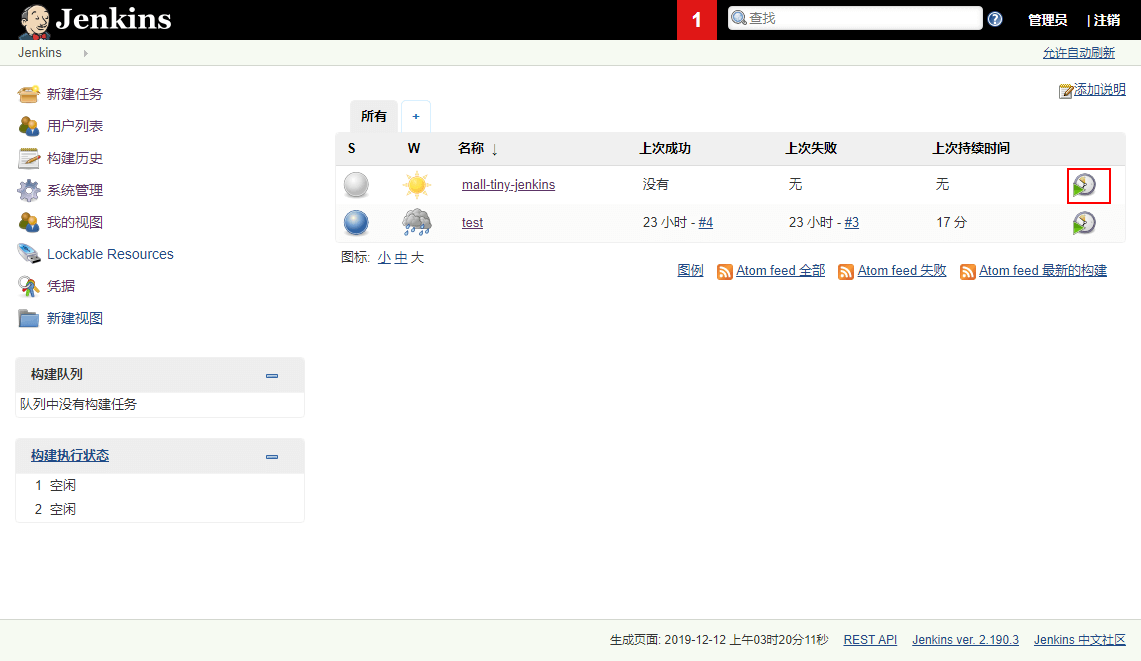 Jenkins
1
查找
?
管理员
| 注销
Jenkins
允许自动刷新
新建任务
用户列表
构建历史
系统管理
我的视图
Lockable Resources
凭据
新建视图
构建队列
队列中没有构建任务
构建执行状态
1 空闲
2 空闲
添加说明
所有 +
S W 名称 ↓ 上次成功 上次失败 上次持续时间
mall-tiny-jenkins 没有 无 无
test 23 小时 - #4 23 小时 - #3 17 分
图标: 小 中 大
图例 Atom feed 全部 Atom feed 失败 Atom feed 最新的构建
生成页面: 2019-12-12 上午03时20分11秒 REST API Jenkins ver. 2.190.3 Jenkins 中文社区